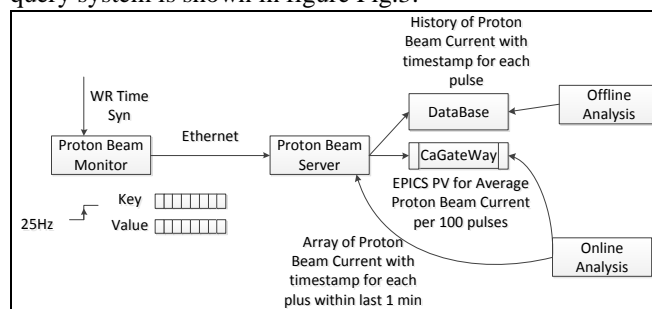 query system is shown in figure Fig.3.
History of Proton
Beam Current with
timestamp for each
pulse
WR Time
Syn
DataBase
Offline
Analysis
Ethernet
Proton Beam
Monitor
Proton Beam
Server
CaGateWay
EPICS PV for Average
Proton Beam Current
per 100 pulses
Key
Value
25Hz
Array of Proton
Beam Current with
timestamp for each
plus within last 1 min
Online
Analysis